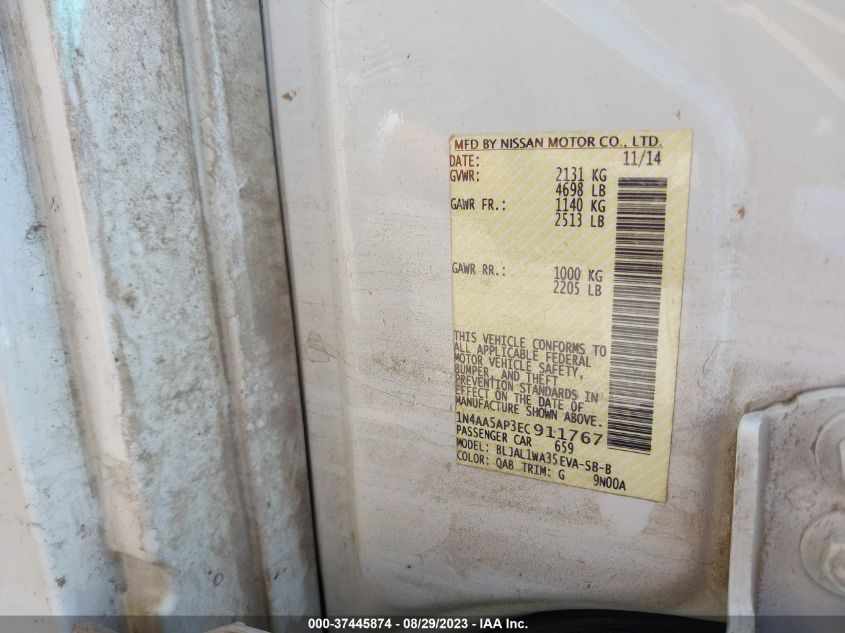 MFD BY NISSAN MOTOR CO., LTD.
DATE: 11/14
GVWR: 2131 KG
4698 LB
GAWR FR.: 1140 KG
2513 LB
GAWR RR.: 1000 KG
2205 LB
THIS VEHICLE CONFORMS TO
ALL APPLICABLE FEDERAL
MOTOR VEHICLE SAFETY,
BUMPER, AND THEFT
PREVENTION STANDARDS IN
EFFECT ON THE DATE OF
MANUFACTURE SHOWN ABOVE.
1N4AA5AP3EC911767
PASSENGER CAR 659
MODEL: BLJAL1WA35EVA-SB-B
COLOR: QAB TRIM: G 9N00A
000-37445874 / 08/29/2023 - IAA Inc.